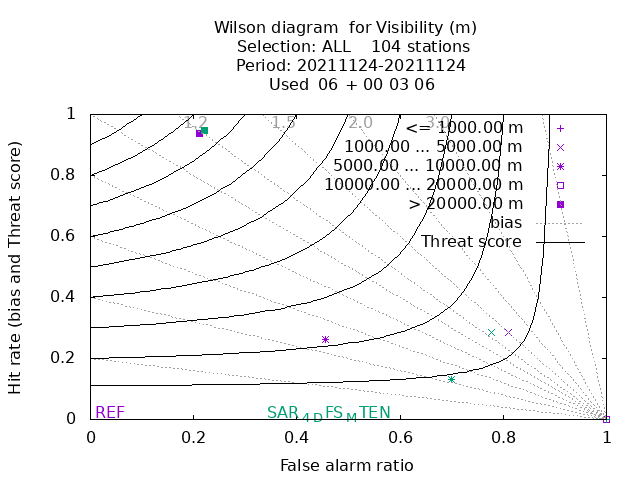 Wilson diagram  for Visibility (m)
Selection: ALL    104 stations
Period: 20211124-20211124
Used  06 + 00 03 06
Hit rate (bias and Threat score)
1
0.8
0.6
0.4
0.2
0
1.2
1.5
2.0
3.0
<= 1000.00 m
1000.00 ... 5000.00 m
5000.00 ... 10000.00 m
10000.00 ... 20000.00 m
> 20000.00 m
bias
Threat score
REF
SAR4DFSMTEN
0 0.2 0.4 0.6 0.8 1
False alarm ratio